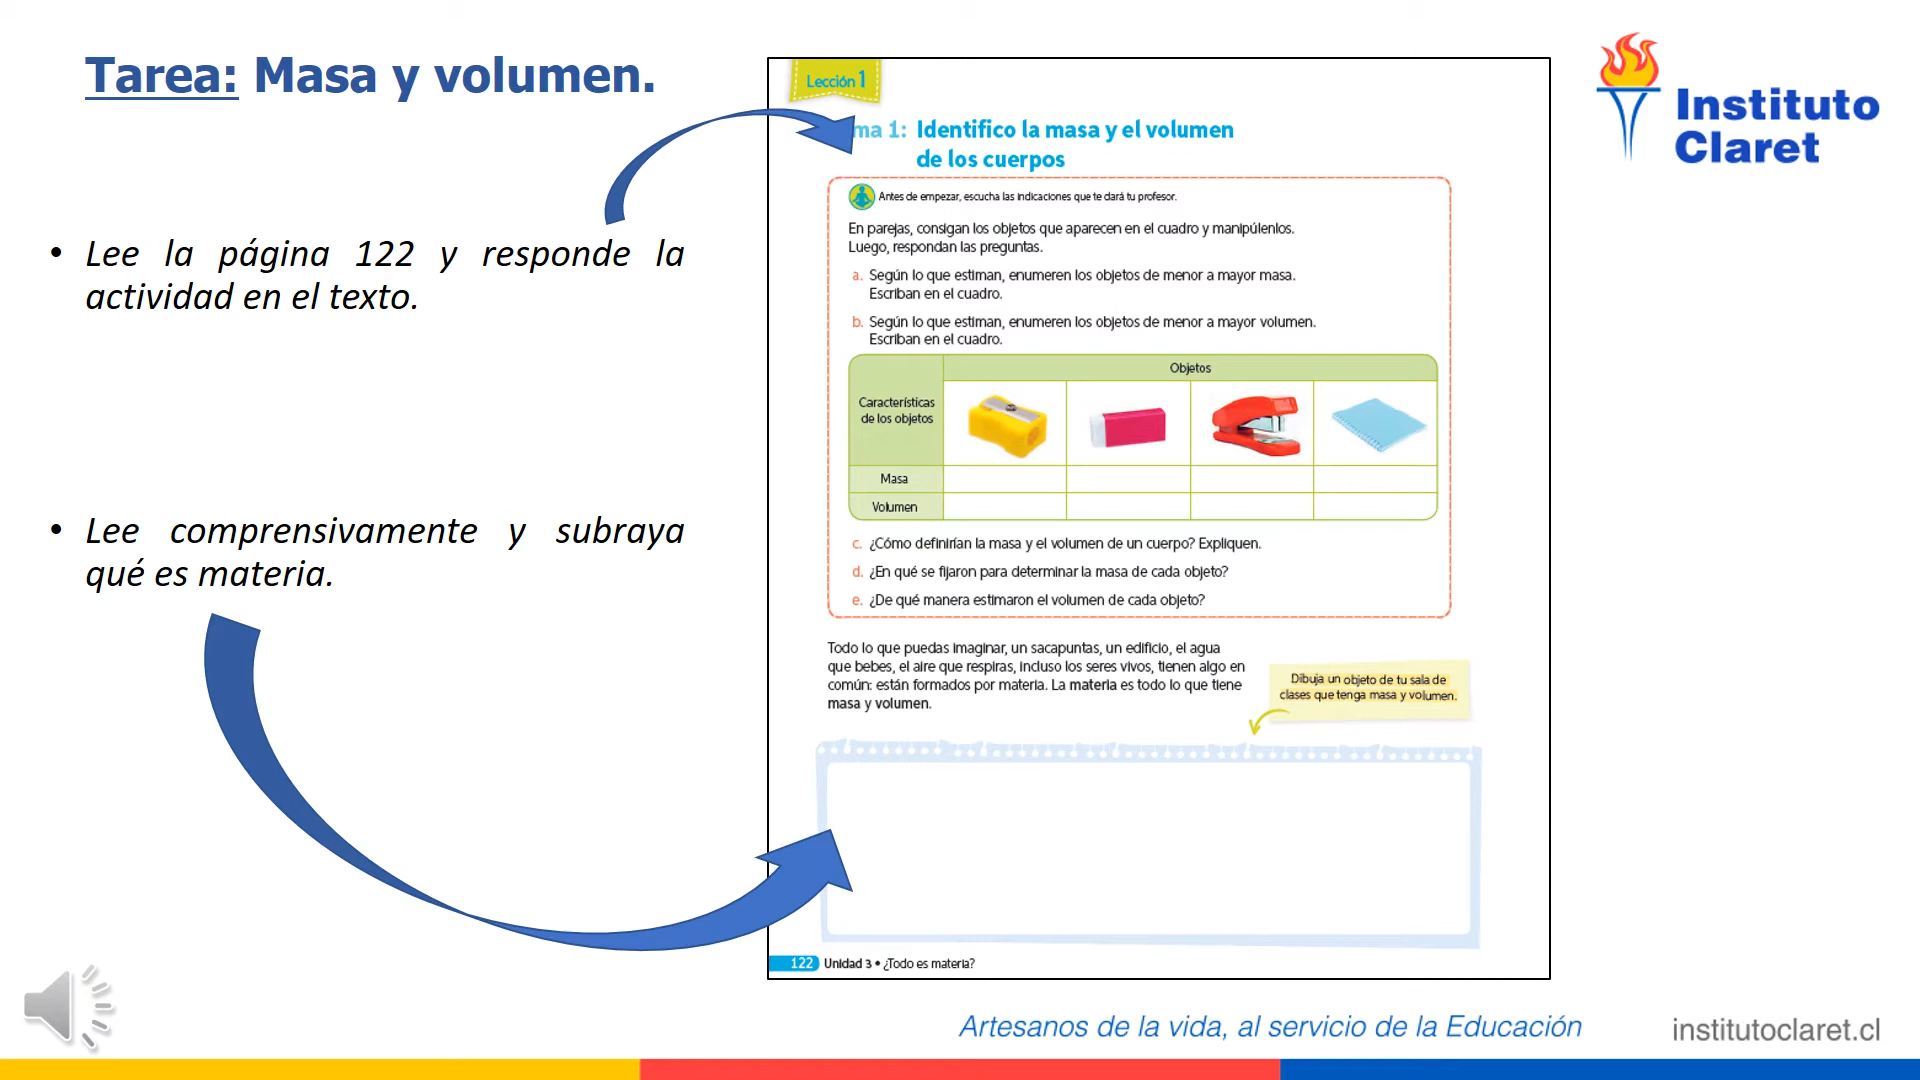 Tarea: Masa y volumen.
• Lee la página 122 y responde la
actividad en el texto.
• Lee comprensivamente y subraya
qué es materia.
Lección 1
ma 1: Identifico la masa y el volumen
de los cuerpos
Antes de empezar, escucha las indicaciones que te dará tu profesor.
En parejas, consigan los objetos que aparecen en el cuadro y manipúlenlos.
Luego, respondan las preguntas.
a. Según lo que estiman, enumeren los objetos de menor a mayor masa.
Escriban en el cuadro.
b. Según lo que estiman, enumeren los objetos de menor a mayor volumen.
Escriban en el cuadro.
Objetos
Características
de los objetos
Masa
Volumen
c. ¿Cómo definirían la masa y el volumen de un cuerpo? Expliquen.
d. ¿En qué se fijaron para determinar la masa de cada objeto?
e. ¿De qué manera estimaron el volumen de cada objeto?
Todo lo que puedas imaginar, un sacapuntas, un edificio, el agua
que bebes, el aire que respiras, incluso los seres vivos, tienen algo en
común: están formados por materia. La materia es todo lo que tiene
masa y volumen.
Dibuja un objeto de tu sala de
clases que tenga masa y volumen.
122 Unidad 3 • ¿Todo es materia?
Instituto
Claret
Artesanos de la vida, al servicio de la Educación
institutoclaret.cl